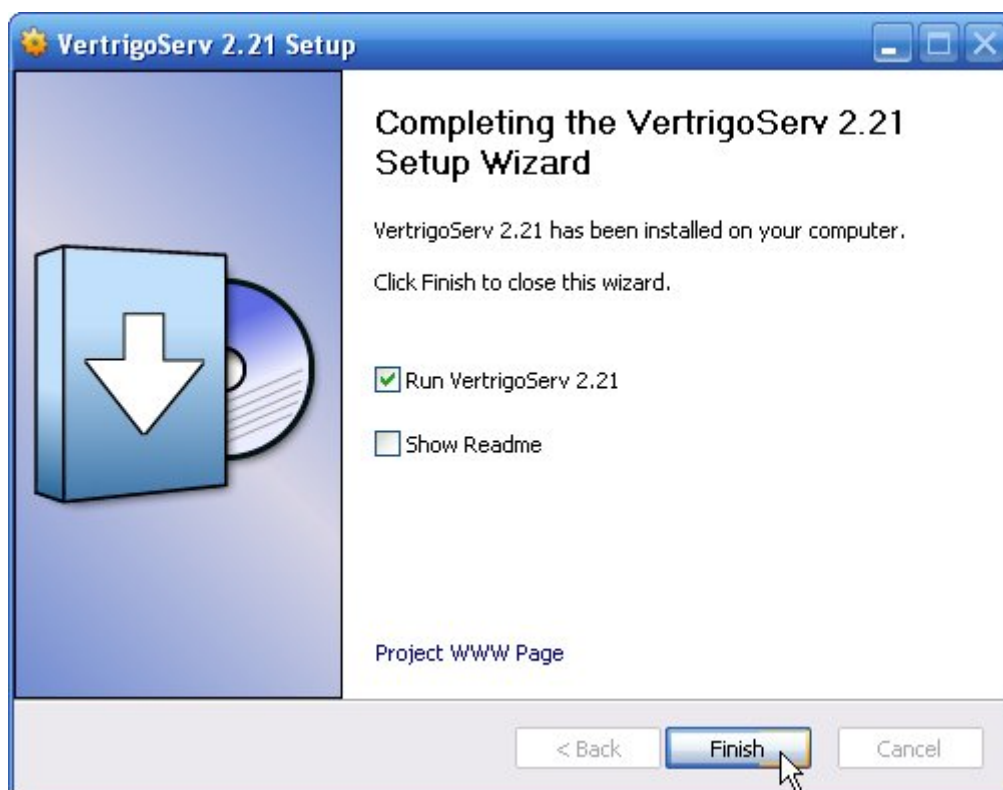 VertrigoServ 2.21 Setup
Completing the VertrigoServ 2.21
Setup Wizard
VertrigoServ 2.21 has been installed on your computer.
Click Finish to close this wizard.
Run VertrigoServ 2.21
Show Readme
Project WWW Page
< Back
Finish
Cancel